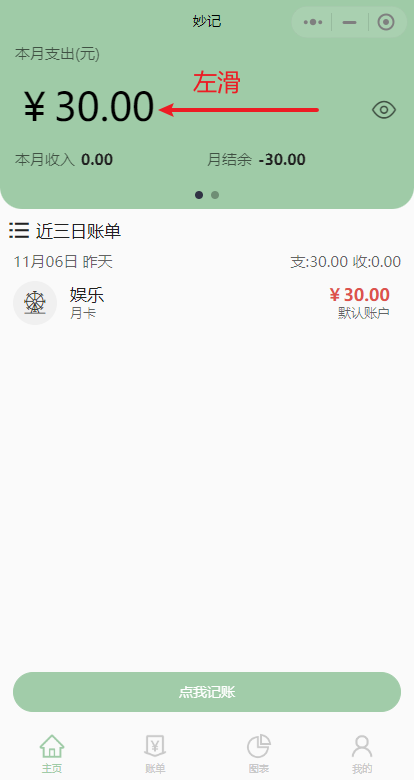 妙记
本月支出(元)
左滑
¥ 30.00
本月收入 0.00 月结余 -30.00
近三日账单
11月06日 昨天 支:30.00 收:0.00
娱乐 ¥ 30.00
月卡 默认账户
点我记账
主页 账单 图表 我的